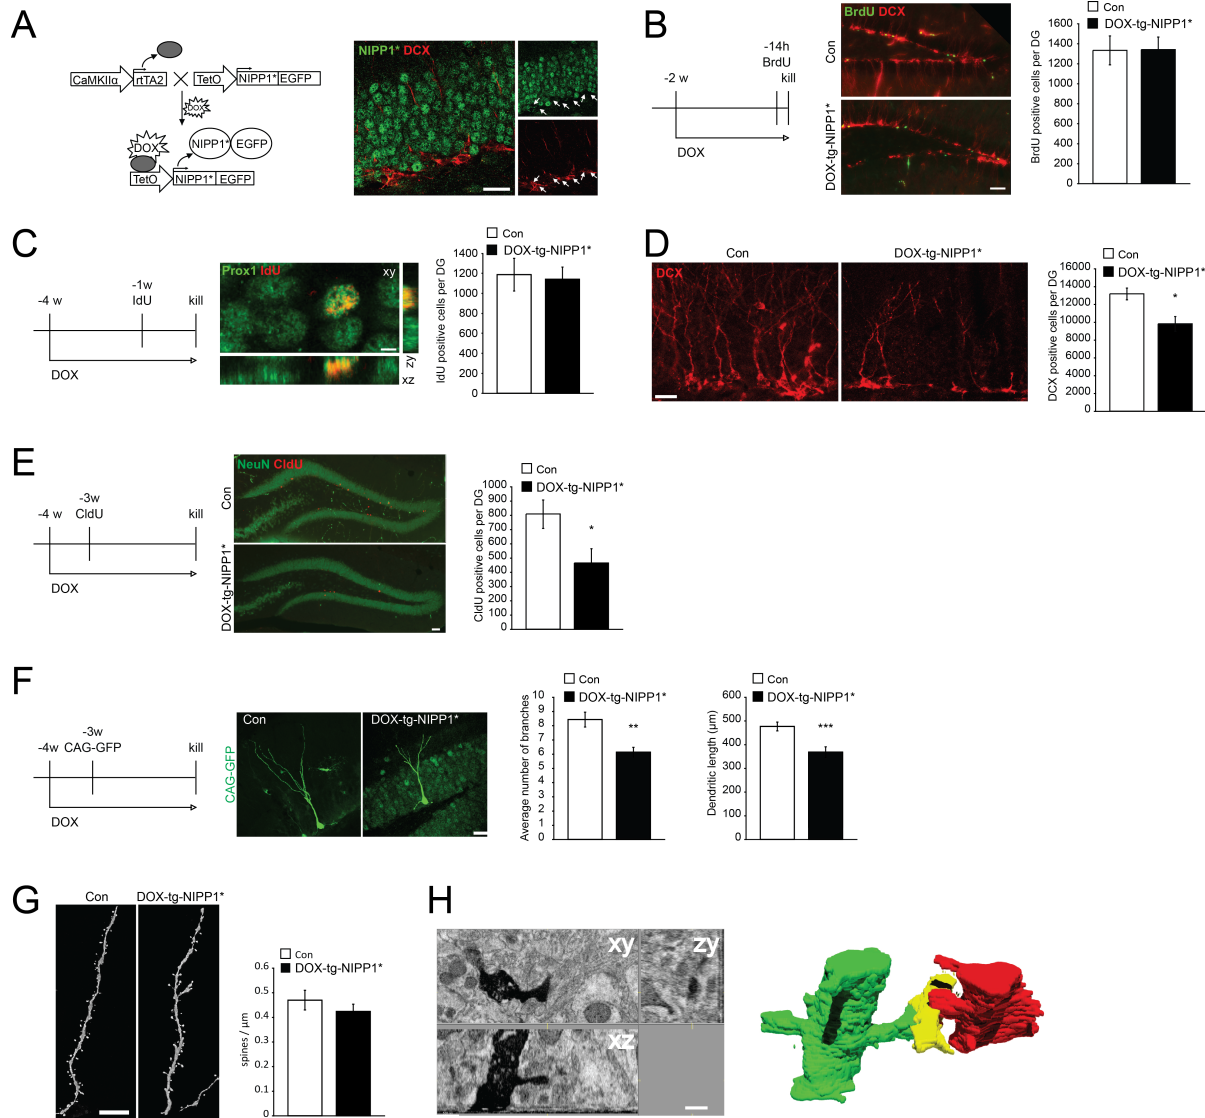 A
CaMKIIα
rtTA2
TetO
NIPP1*
EGFP
DOX
DOX
NIPP1*
EGFP
TetO
NIPP1*
EGFP
NIPP1* DCX
B
-2 w
-14h
BrdU
kill
DOX
BrdU DCX
Con
DOX-tg-NIPP1*
Con
DOX-tg-NIPP1*
BrdU positive cells per DG
1600
1400
1200
1000
800
600
400
200
0
C
-4 w
-1w
IdU
kill
DOX
Prox1 IdU
xy
zy
xz
Con
DOX-tg-NIPP1*
IdU positive cells per DG
1400
1200
1000
800
600
400
200
0
D
Con
DOX-tg-NIPP1*
DCX
Con
DOX-tg-NIPP1*
DCX positive cells per DG
16000
14000
12000
10000
8000
6000
4000
2000
0
*
E
-4 w
-3w
CldU
kill
DOX
NeuN CldU
Con
DOX-tg-NIPP1*
Con
DOX-tg-NIPP1*
CldU positive cells per DG
1000
900
800
700
600
500
400
300
200
100
0
*
F
-4w
-3w
CAG-GFP
kill
DOX
CAG-GFP
Con
DOX-tg-NIPP1*
Con
DOX-tg-NIPP1*
Average number of branches
10
9
8
7
6
5
4
3
2
1
0
**
Con
DOX-tg-NIPP1*
Dendritic length (µm)
600
500
400
300
200
100
0
***
G
Con
DOX-tg-NIPP1*
Con
DOX-tg-NIPP1*
spines / µm
0.6
0.5
0.4
0.3
0.2
0.1
0
H
xy
zy
xz